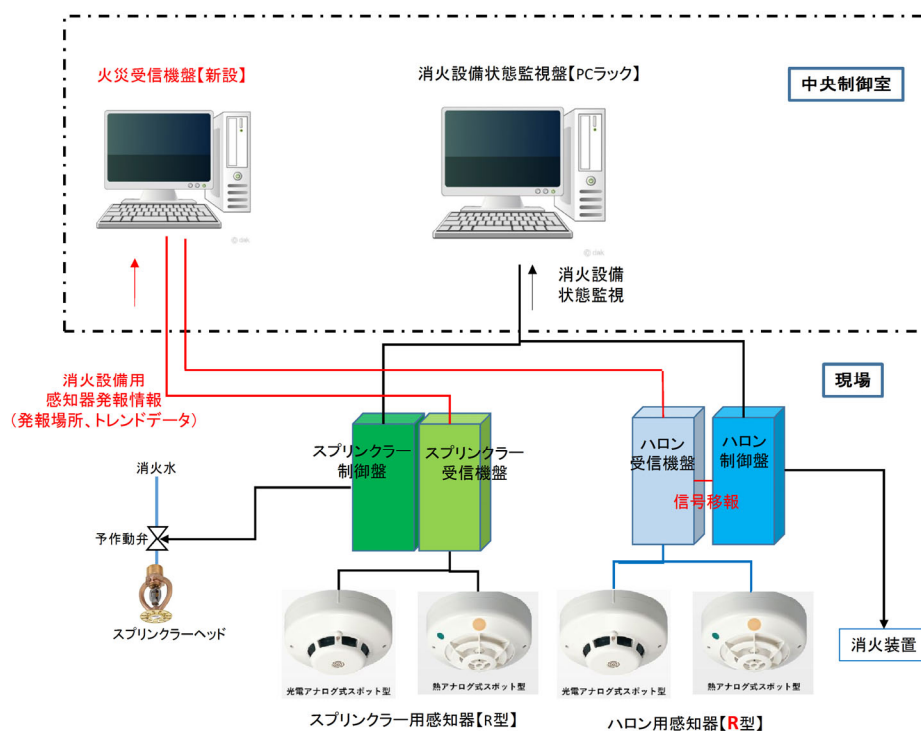 火災受信機盤【新設】
消火設備状態監視盤【PCラック】
中央制御室
消火設備
状態監視
消火設備用
感知器発報情報
(発報場所、トレンドデータ)
現場
スプリンクラー
制御盤
スプリンクラー
受信機盤
ハロン
受信機盤
ハロン
制御盤
信号移報
消火水
予作動弁
スプリンクラーヘッド
光電アナログ式スポット型
熱アナログ式スポット型
光電アナログ式スポット型
熱アナログ式スポット型
消火装置
スプリンクラー用感知器【R型】
ハロン用感知器【R型】